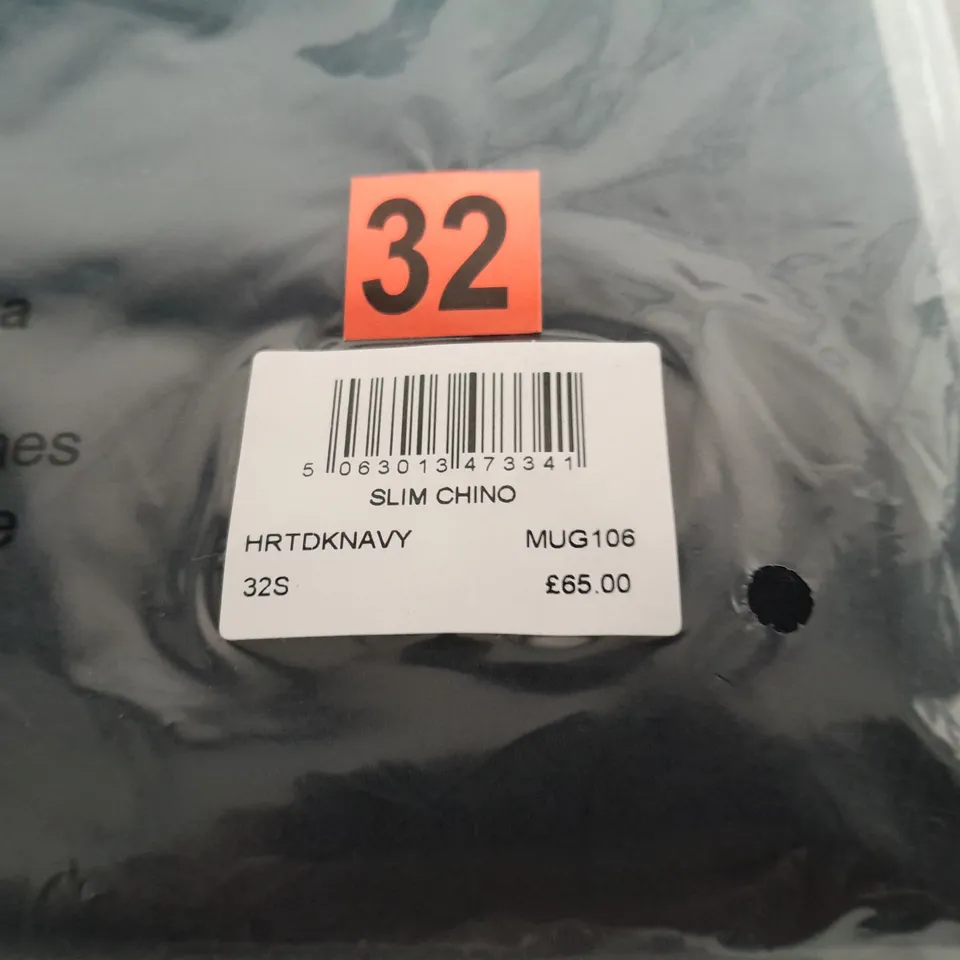 32
a
5 063013 473341
SLIM CHINO
HRTDKNAVY MUG106
32S £65.00